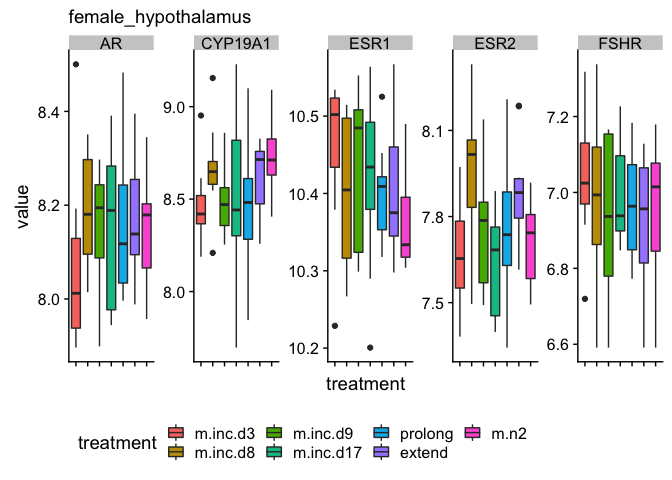 female_hypothalamus
AR CYP19A1 ESR1 ESR2 FSHR
value
8.4
8.2
8.0
9.0
8.5
8.0
10.5
10.4
10.3
10.2
8.1
7.8
7.5
7.2
7.0
6.8
6.6
treatment
treatment m.inc.d3 m.inc.d9 prolong m.n2
m.inc.d8 m.inc.d17 extend